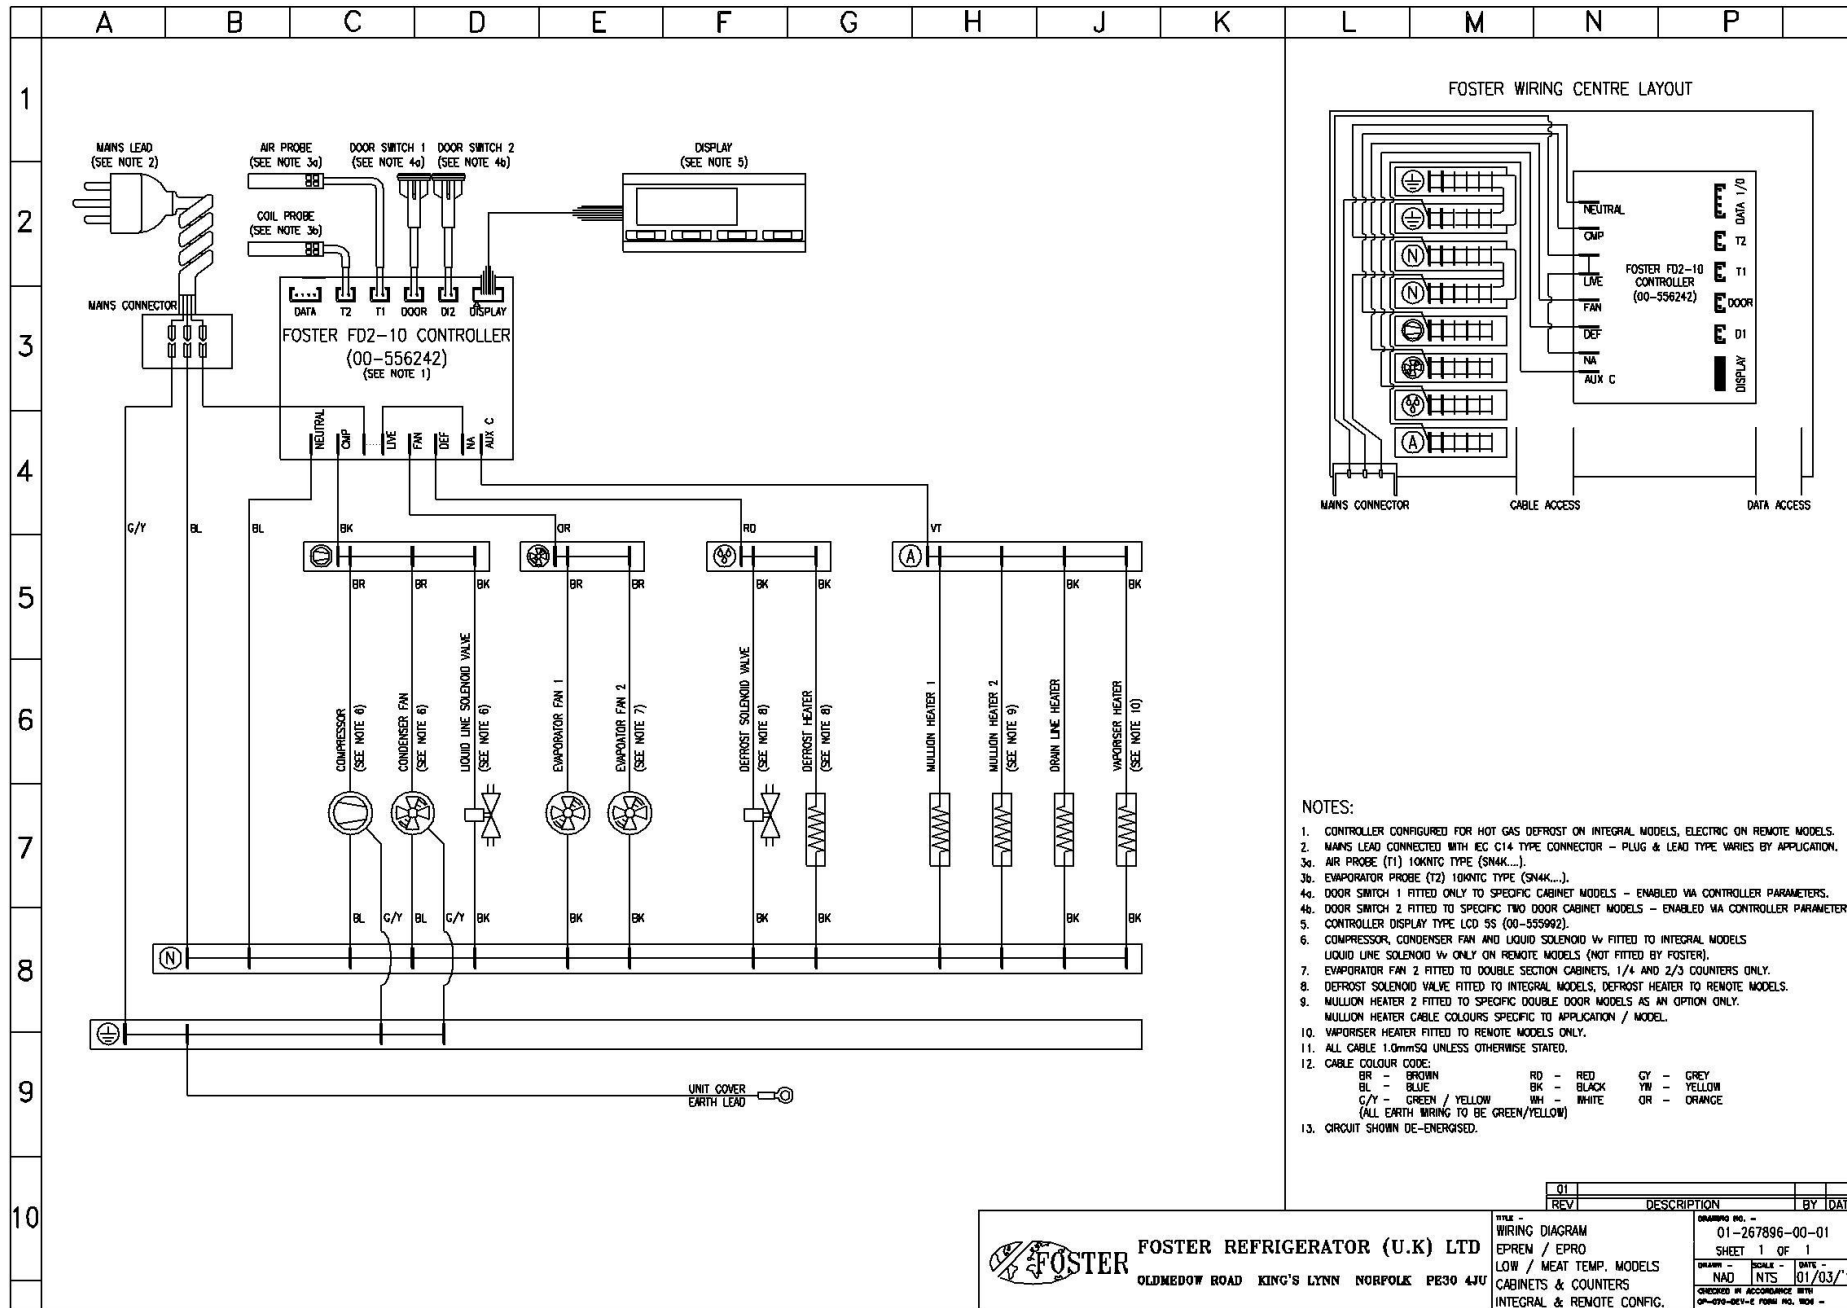 A B C D E F G H J K L M N P
1
2
3
4
5
6
7
8
9
10
MAINS LEAD
(SEE NOTE 2)
AIR PROBE
(SEE NOTE 3a)
DOOR SWITCH 1
(SEE NOTE 4a)
DOOR SWITCH 2
(SEE NOTE 4b)
DISPLAY
(SEE NOTE 5)
COIL PROBE
(SEE NOTE 3b)
MAINS CONNECTOR
DATA T2 T1 DOOR DI2 DISPLAY
FOSTER FD2-10 CONTROLLER
(00-556242)
(SEE NOTE 1)
NEUTRAL CMP LIVE FAN DEF NA AUX C
G/Y BL BL BK OR RD VT
A
BR BR BK BR BR BK BK BK BK
COMPRESSOR
(SEE NOTE 6)
CONDENSER FAN
(SEE NOTE 6)
LIQUID LINE SOLENOID VALVE
(SEE NOTE 6)
EVAPORATOR FAN 1
EVAPOATOR FAN 2
(SEE NOTE 7)
DEFROST SOLENOID VALVE
(SEE NOTE 8)
DEFROST HEATER
(SEE NOTE 8)
MULLION HEATER 1
MULLION HEATER 2
(SEE NOTE 9)
DRAIN LINE HEATER
VAPORISER HEATER
(SEE NOTE 10)
BL G/Y BL G/Y BK BK BK BK BK BK BK
N
UNIT COVER
EARTH LEAD
FOSTER WIRING CENTRE LAYOUT
N
N
A
NEUTRAL
CMP
LIVE
FAN
DEF
NA
AUX C
FOSTER FD2-10
CONTROLLER
(00-556242)
DATA I/O
T2
T1
DOOR
D1
DISPLAY
MAINS CONNECTOR
CABLE ACCESS
DATA ACCESS
NOTES:
1. CONTROLLER CONFIGURED FOR HOT GAS DEFROST ON INTEGRAL MODELS, ELECTRIC ON REMOTE MODELS.
2. MAINS LEAD CONNECTED WITH IEC C14 TYPE CONNECTOR - PLUG & LEAD TYPE VARIES BY APPLICATION.
3a. AIR PROBE (T1) 10KNTC TYPE (SN4K....).
3b. EVAPORATOR PROBE (T2) 10KNTC TYPE (SN4K....).
4a. DOOR SWITCH 1 FITTED ONLY TO SPECIFIC CABINET MODELS - ENABLED VIA CONTROLLER PARAMETERS.
4b. DOOR SWITCH 2 FITTED TO SPECIFIC TWO DOOR CABINET MODELS - ENABLED VIA CONTROLLER PARAMETER
5. CONTROLLER DISPLAY TYPE LCD 5S (00-555992).
6. COMPRESSOR, CONDENSER FAN AND LIQUID SOLENOID Vv FITTED TO INTEGRAL MODELS
LIQUID LINE SOLENOID Vv ONLY ON REMOTE MODELS (NOT FITTED BY FOSTER).
7. EVAPORATOR FAN 2 FITTED TO DOUBLE SECTION CABINETS, 1/4 AND 2/3 COUNTERS ONLY.
8. DEFROST SOLENOID VALVE FITTED TO INTEGRAL MODELS, DEFROST HEATER TO REMOTE MODELS.
9. MULLION HEATER 2 FITTED TO SPECIFIC DOUBLE DOOR MODELS AS AN OPTION ONLY.
MULLION HEATER CABLE COLOURS SPECIFIC TO APPLICATION / MODEL.
10. VAPORISER HEATER FITTED TO REMOTE MODELS ONLY.
11. ALL CABLE 1.0mmSQ UNLESS OTHERWISE STATED.
12. CABLE COLOUR CODE:
BR - BROWN RD - RED GY - GREY
BL - BLUE BK - BLACK YW - YELLOW
G/Y - GREEN / YELLOW WH - WHITE OR - ORANGE
(ALL EARTH WIRING TO BE GREEN/YELLOW)
13. CIRCUIT SHOWN DE-ENERGISED.
01
REV DESCRIPTION BY DAT
FOSTER
FOSTER REFRIGERATOR (U.K) LTD
OLDMEDOW ROAD KING'S LYNN NORFOLK PE30 4JU
TITLE -
WIRING DIAGRAM
EPREN / EPRO
LOW / MEAT TEMP. MODELS
CABINETS & COUNTERS
INTEGRAL & REMOTE CONFIG.
DRAWING NO. -
01-267896-00-01
SHEET 1 OF 1
DRAWN - SCALE - DATE -
NAD NTS 01/03/
CHECKED IN ACCORDANCE WITH